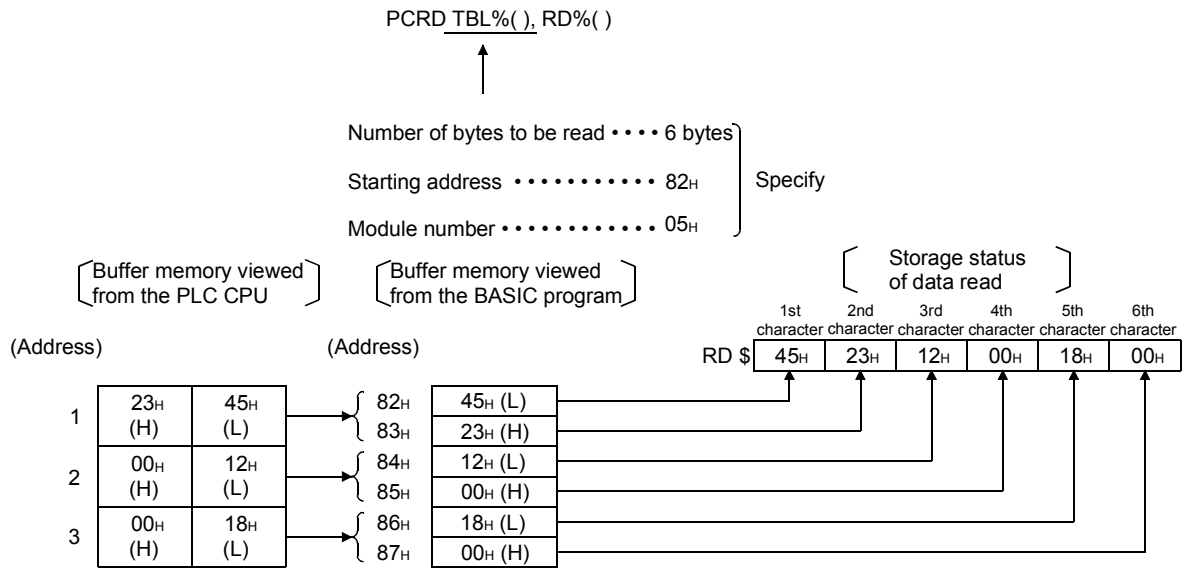 PCRD TBL%( ), RD%( )
Number of bytes to be read •••• 6 bytes
Starting address ••••••••••• 82H
Specify
Module number •••••••••••• 05H
Buffer memory viewed
from the PLC CPU
Buffer memory viewed
from the BASIC program
Storage status
of data read
1st character 2nd character 3rd character 4th character 5th character 6th character
(Address)
(Address)
RD $ 45H 23H 12H 00H 18H 00H
1 23H (H) 45H (L)
82H 45H (L)
83H 23H (H)
2 00H (H) 12H (L)
84H 12H (L)
85H 00H (H)
3 00H (H) 18H (L)
86H 18H (L)
87H 00H (H)